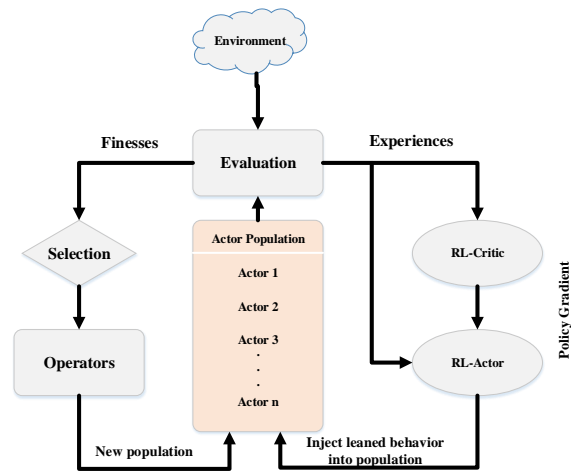 Environment
Finesses
Experiences
Evaluation
Actor Population
Selection
RL-Critic
Actor 1
Actor 2
Policy Gradient
Operators
Actor 3
RL-Actor
.
.
.
Actor n
New population
Inject leaned behavior
into population